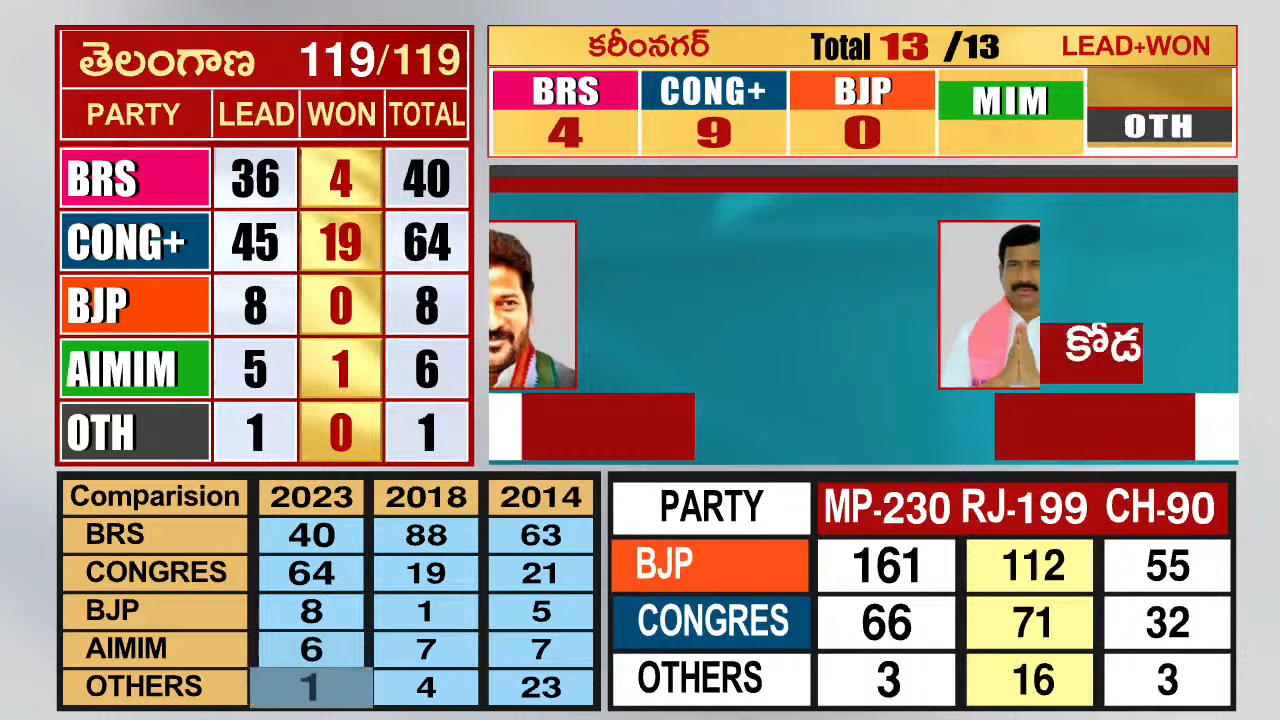 తెలంగాణ 119/119
PARTY LEAD WON TOTAL
BRS 36 4 40
CONG+ 45 19 64
BJP 8 0 8
AIMIM 5 1 6
OTH 1 0 1
కరీంనగర్ Total 13 /13 LEAD+WON
BRS CONG+ BJP MIM OTH
4 9 0
కోడ
Comparision 2023 2018 2014
BRS 40 88 63
CONGRES 64 19 21
BJP 8 1 5
AIMIM 6 7 7
OTHERS 1 4 23
PARTY MP-230 RJ-199 CH-90
BJP 161 112 55
CONGRES 66 71 32
OTHERS 3 16 3